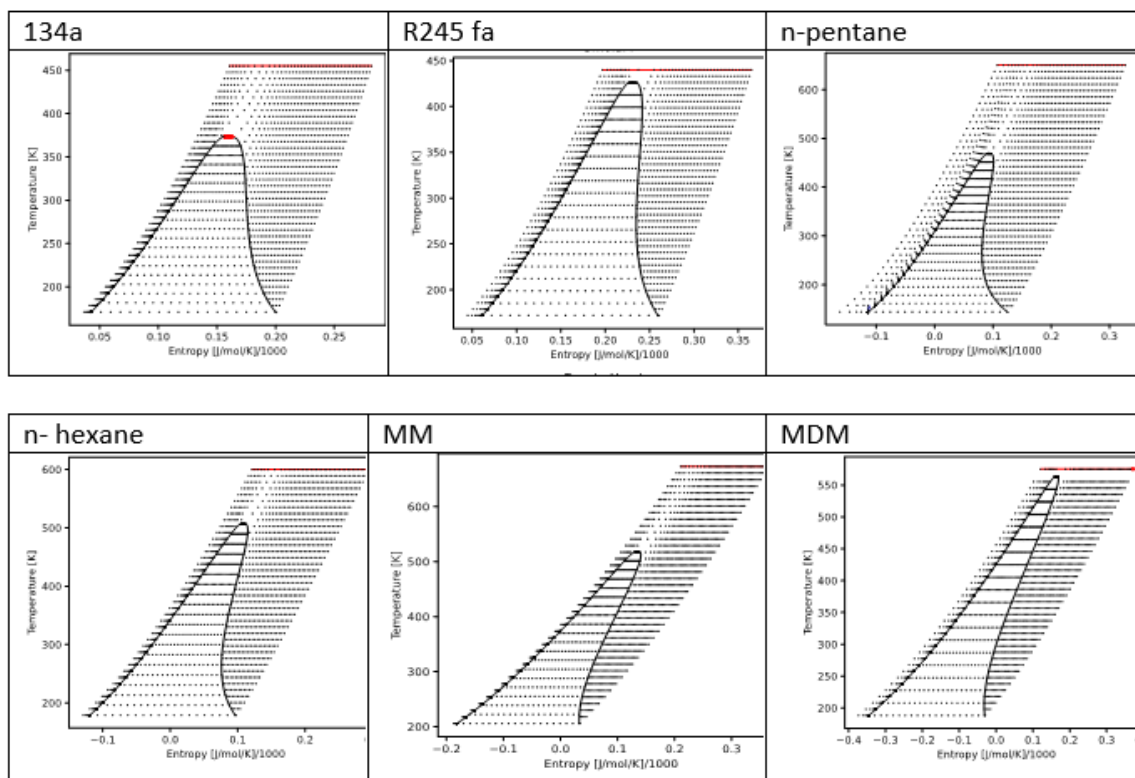 134a
R245 fa
n-pentane
450
400
350
300
250
200
Temperature [K]
0.05 0.10 0.15 0.20 0.25
Entropy [J/mol/K]/1000
450
400
350
300
250
200
Temperature [K]
0.05 0.10 0.15 0.20 0.25 0.30 0.35
Entropy [J/mol/K]/1000
600
500
400
300
200
Temperature [K]
−0.1 0.0 0.1 0.2 0.3
Entropy [J/mol/K]/1000
n- hexane
MM
MDM
600
500
400
300
200
Temperature [K]
−0.1 0.0 0.1 0.2
Entropy [J/mol/K]/1000
600
500
400
300
200
Temperature [K]
−0.2 −0.1 0.0 0.1 0.2 0.3
Entropy [J/mol/K]/1000
550
500
450
400
350
300
250
200
Temperature [K]
−0.4 −0.3 −0.2 −0.1 0.0 0.1 0.2 0.3
Entropy [J/mol/K]/1000